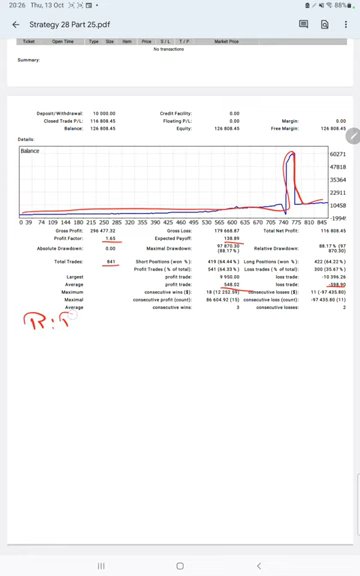 20:26 Thu, 13 Oct 88%
Strategy 28 Part 25.pdf
Ticket Open Time Type Size Item Price S / L T / P Market Price
No transactions
Summary:
Deposit/Withdrawal: 10 000.00 Credit Facility: 0.00
Closed Trade P/L: 116 808.45 Floating P/L: 0.00 Margin: 0.00
Balance: 126 808.45 Equity: 126 808.45 Free Margin: 126 808.45
Details:
Balance
60271
47818
35364
22911
10458
-1994
0 39 74 110 145 180 215 250 285 320 355 390 425 460 495 530 565 600 635 670 705 740 775 810 845
Gross Profit: 296 477.32 Gross Loss: 179 668.87 Total Net Profit: 116 808.45
Profit Factor: 1.65 Expected Payoff: 138.89
Absolute Drawdown: 0.00 Maximal Drawdown: 97 870.30 (88.17%) Relative Drawdown: 88.17% (97 870.30)
Total Trades: 841 Short Positions (won %): 419 (64.44%) Long Positions (won %): 422 (64.22%)
Profit Trades (% of total): 541 (64.33%) Loss trades (% of total): 300 (35.67%)
Largest profit trade: 9 930.00 loss trade: -10 396.26
Average profit trade: 548.02 loss trade: -598.90
Maximum consecutive wins ($): 18 (12 252.59) consecutive losses ($): 11 (-97 435.80)
Maximal consecutive profit (count): 86 604.92 (15) consecutive loss (count): -97 435.80 (11)
Average consecutive wins: 3 consecutive losses: 2